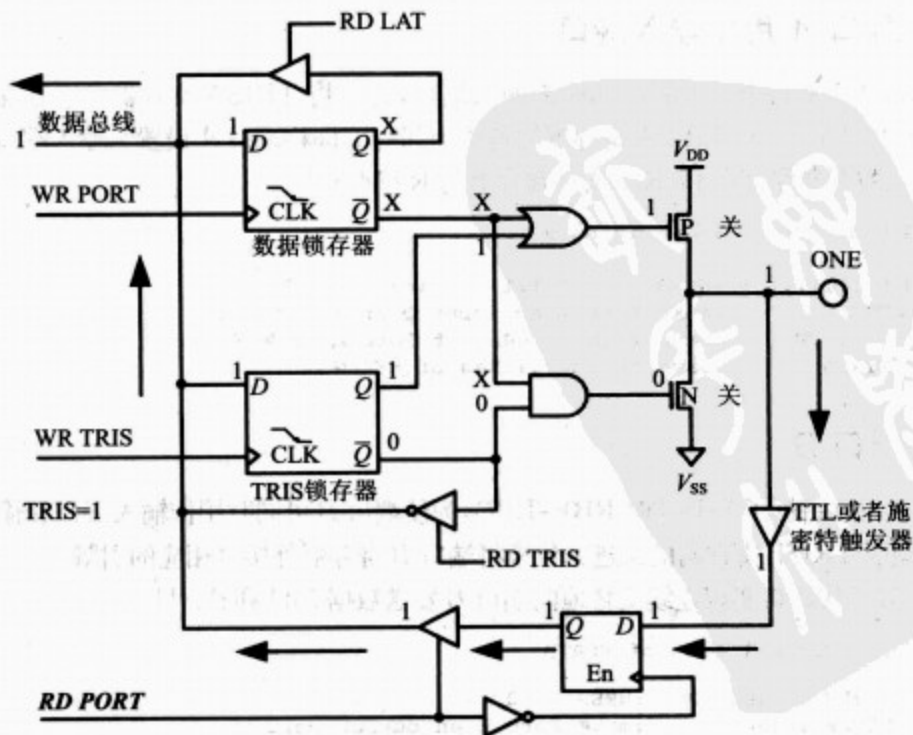 RD LAT
数据总线
1
1
D
Q
X
WR PORT
CLK
Q̅
X
X
1
数据锁存器
1
V_DD
P
关
ONE
1
1
D
Q
1
X
0
0
N
关
WR TRIS
CLK
Q̅
0
TRIS锁存器
V_SS
TRIS=1
RD TRIS
TTL或者施
密特触发器
1
1
1
Q
D
1
En
RD PORT